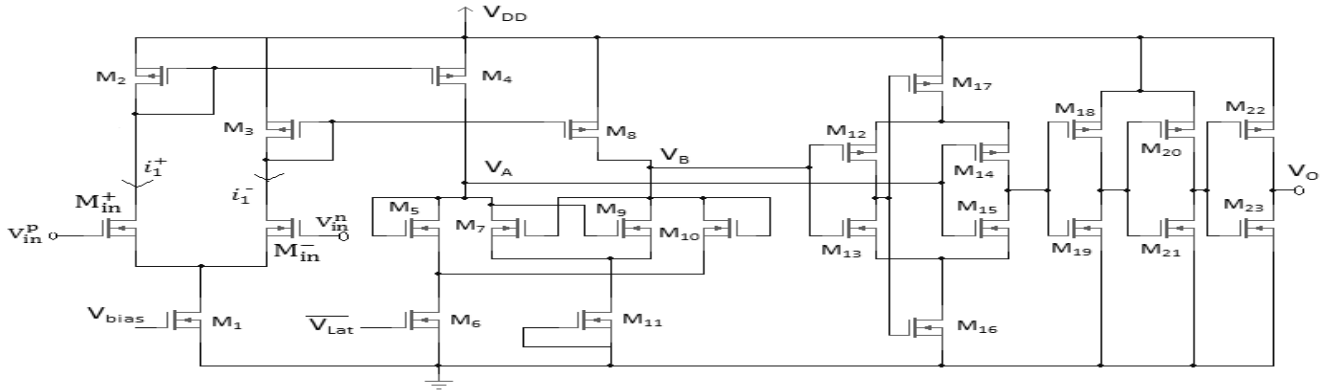 V_DD
M_2
M_4
M_3
M_8
M_17
M_18
M_22
M_12
M_20
M_14
V_B
V_A
V_O
i_1^+
i_1^-
M_in^+
M_5
M_7
M_9
M_10
M_15
M_23
V_in^p
V_in^n
M_in^-
M_13
M_19
M_21
V_bias
M_1
\overline{V_Lat}
M_6
M_11
M_16